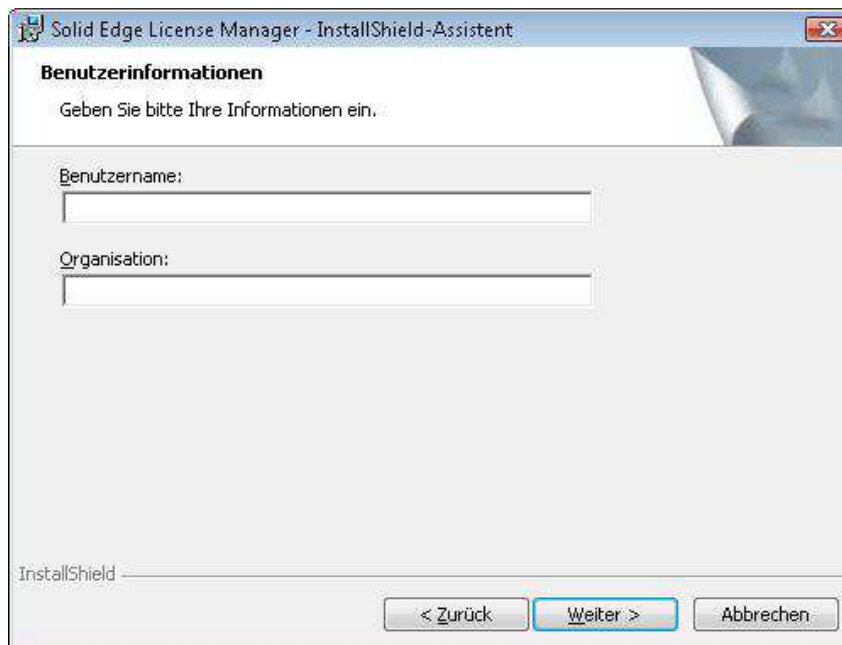 Solid Edge License Manager - InstallShield-Assistent
Benutzerinformationen
Geben Sie bitte Ihre Informationen ein.
Benutzername:
Organisation:
InstallShield
< Zurück
Weiter >
Abbrechen